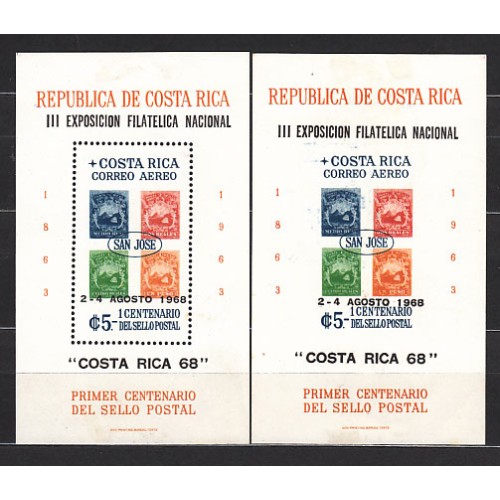 REPUBLICA DE COSTA RICA
III EXPOSICION FILATELICA NACIONAL
+ COSTA RICA
CORREO AEREO
1 1
8 9
6 6
3 3
SAN JOSE
2-4 AGOSTO 1968
₡5.- 1 CENTENARIO
DEL SELLO POSTAL
"COSTA RICA 68"
PRIMER CENTENARIO
DEL SELLO POSTAL
REPUBLICA DE COSTA RICA
III EXPOSICION FILATELICA NACIONAL
+ COSTA RICA
CORREO AEREO
1 1
8 9
6 6
3 3
SAN JOSE
2-4 AGOSTO 1968
₡5.- 1 CENTENARIO
DEL SELLO POSTAL
"COSTA RICA 68"
PRIMER CENTENARIO
DEL SELLO POSTAL